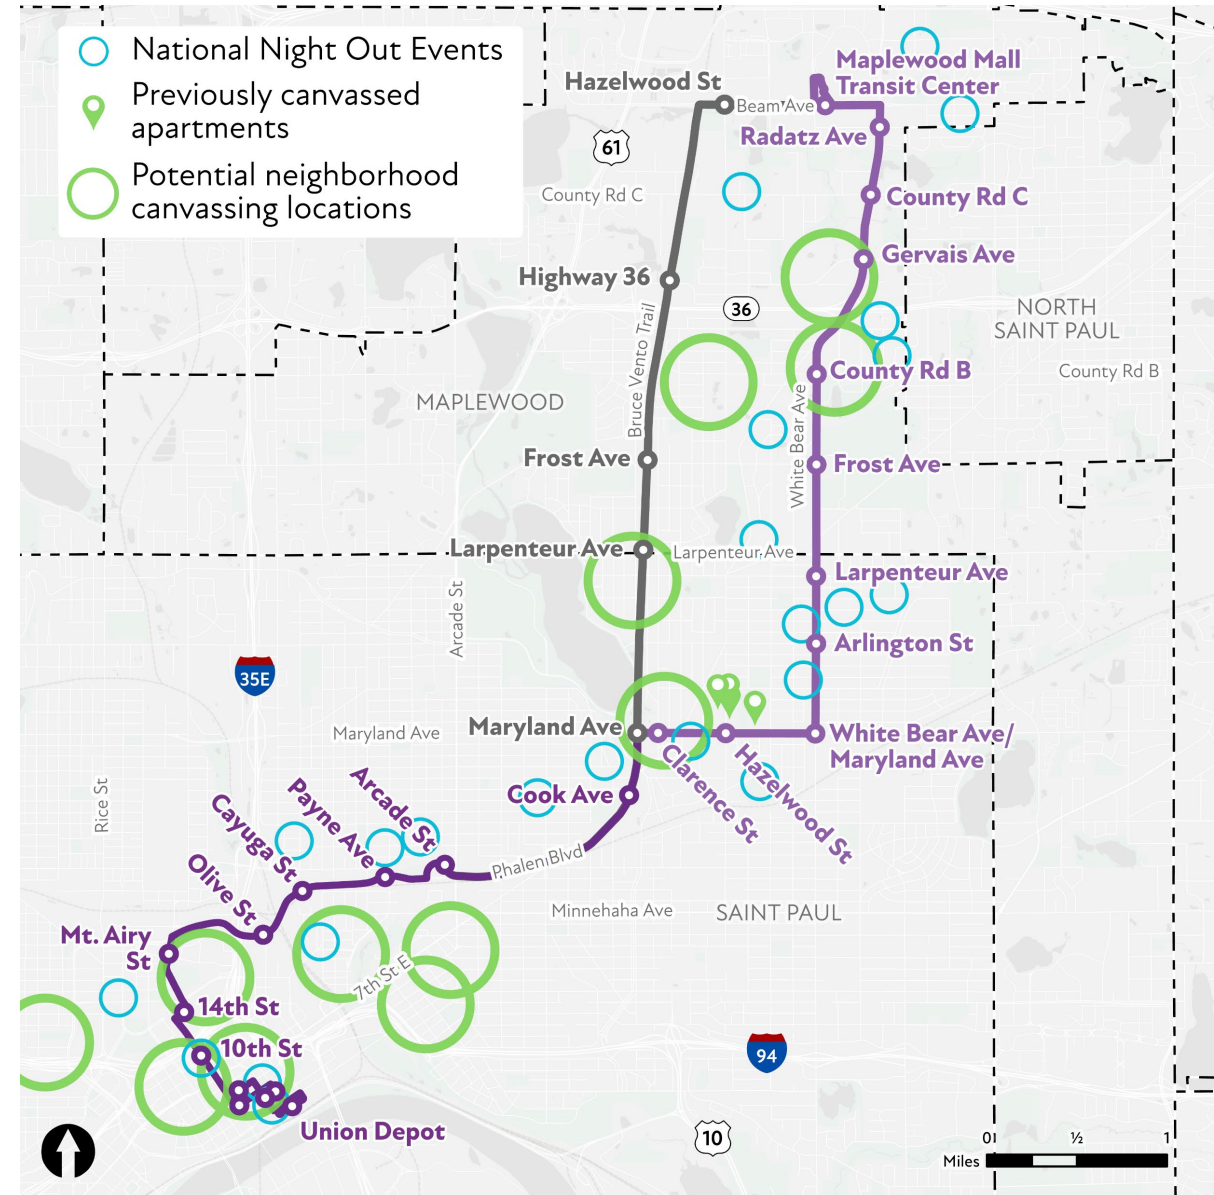 National Night Out Events
Previously canvassed
apartments
Potential neighborhood
canvassing locations
Hazelwood St
Beam Ave
Maplewood Mall
Transit Center
Radatz Ave
61
County Rd C
County Rd C
Gervais Ave
Highway 36
36
NORTH
SAINT PAUL
Bruce Vento Trail
County Rd B
County Rd B
MAPLEWOOD
White Bear Ave
Frost Ave
Frost Ave
Larpenteur Ave
Larpenteur Ave
Larpenteur Ave
Arcade St
Arlington St
35E
Maryland Ave
Maryland Ave
White Bear Ave/
Maryland Ave
Clarence St
Hazelwood St
Cook Ave
Rice St
Arcade St
Payne Ave
Cayuga St
Olive St
Phalen Blvd
Minnehaha Ave
SAINT PAUL
Mt. Airy
St
7th St E
14th St
10th St
94
Union Depot
10
0
½
1
Miles